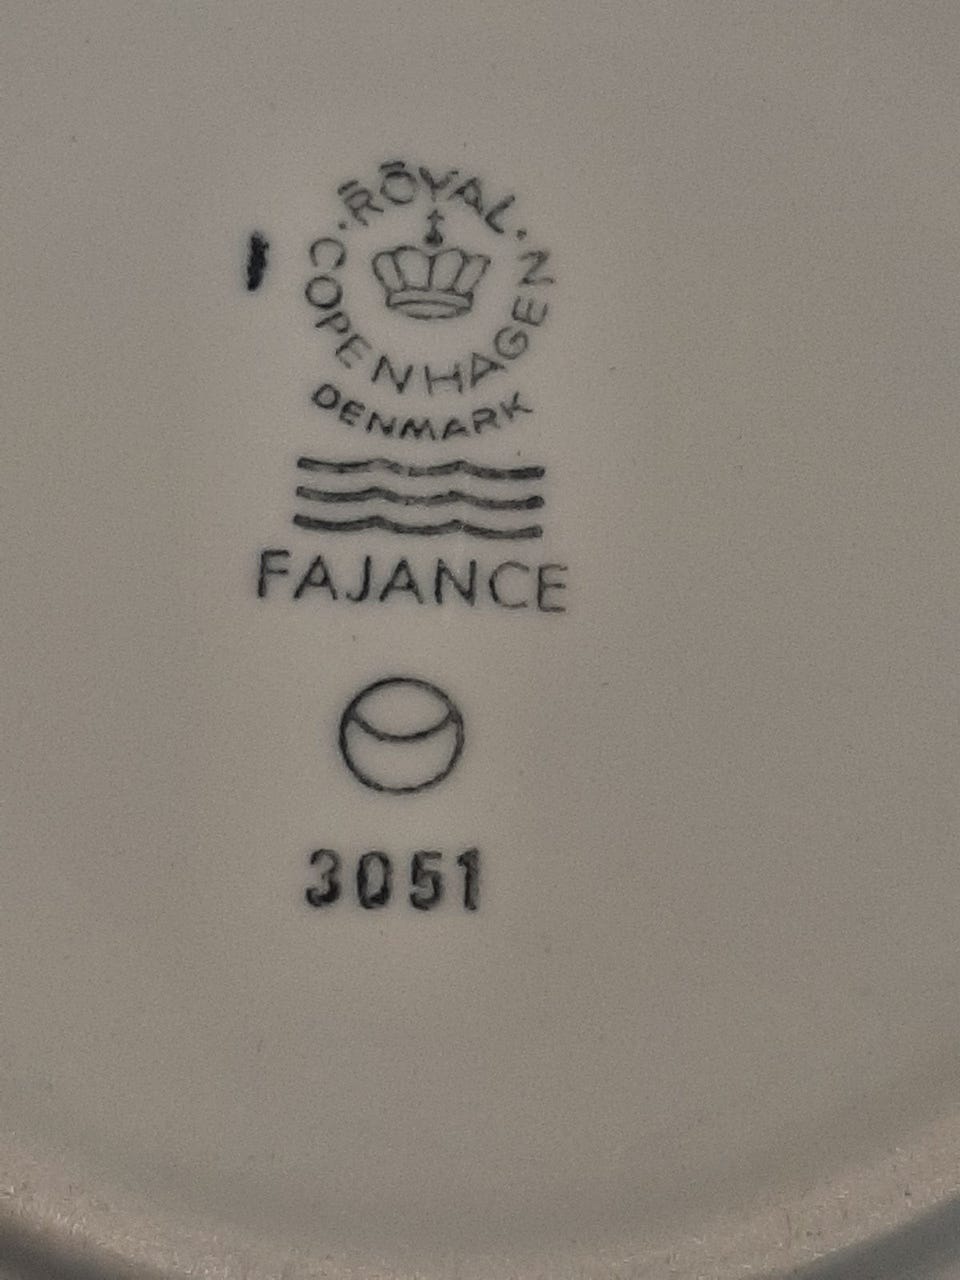 ROYAL
COPENHAGEN
DENMARK
FAJANCE
3051